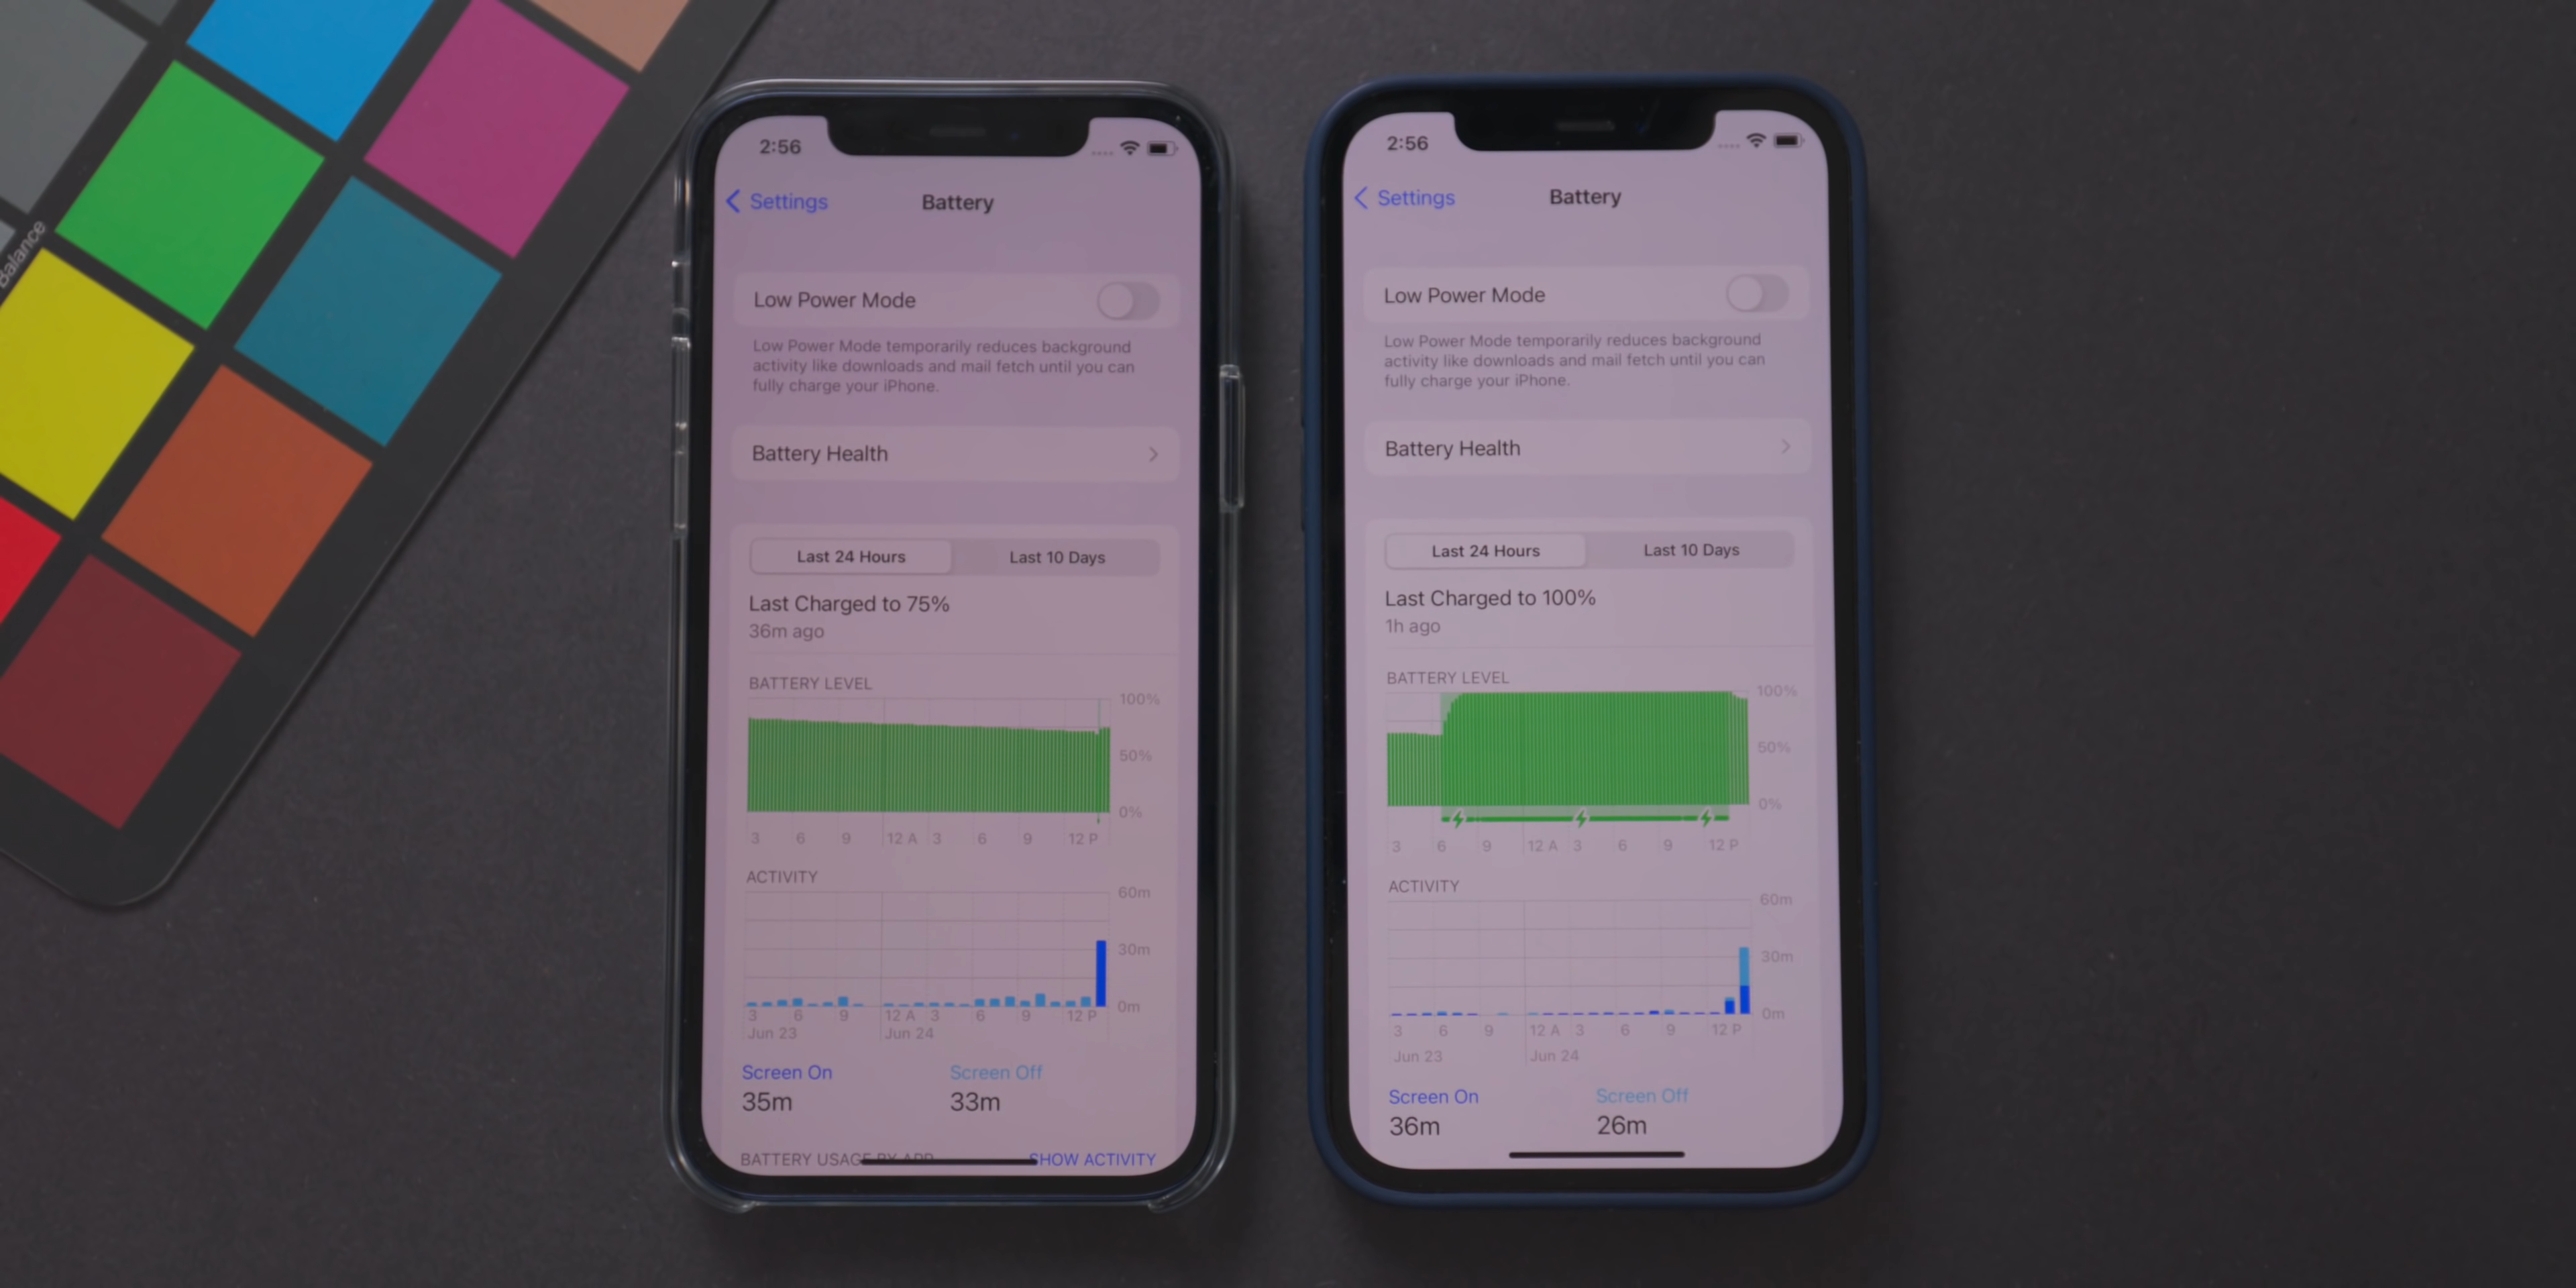 Balance
2:56
Settings
Battery
Low Power Mode
Low Power Mode temporarily reduces background
activity like downloads and mail fetch until you can
fully charge your iPhone.
Battery Health
Last 24 Hours Last 10 Days
Last Charged to 75%
36m ago
BATTERY LEVEL
100%
50%
0%
3 6 9 12 A 3 6 9 12 P
ACTIVITY
60m
30m
0m
3 6 9 12 A 3 6 9 12 P
Jun 23 Jun 24
Screen On Screen Off
35m 33m
BATTERY USAGE BY APP SHOW ACTIVITY
2:56
Settings
Battery
Low Power Mode
Low Power Mode temporarily reduces background
activity like downloads and mail fetch until you can
fully charge your iPhone.
Battery Health
Last 24 Hours Last 10 Days
Last Charged to 100%
1h ago
BATTERY LEVEL
100%
50%
0%
3 6 9 12 A 3 6 9 12 P
ACTIVITY
60m
30m
0m
3 6 9 12 A 3 6 9 12 P
Jun 23 Jun 24
Screen On Screen Off
36m 26m